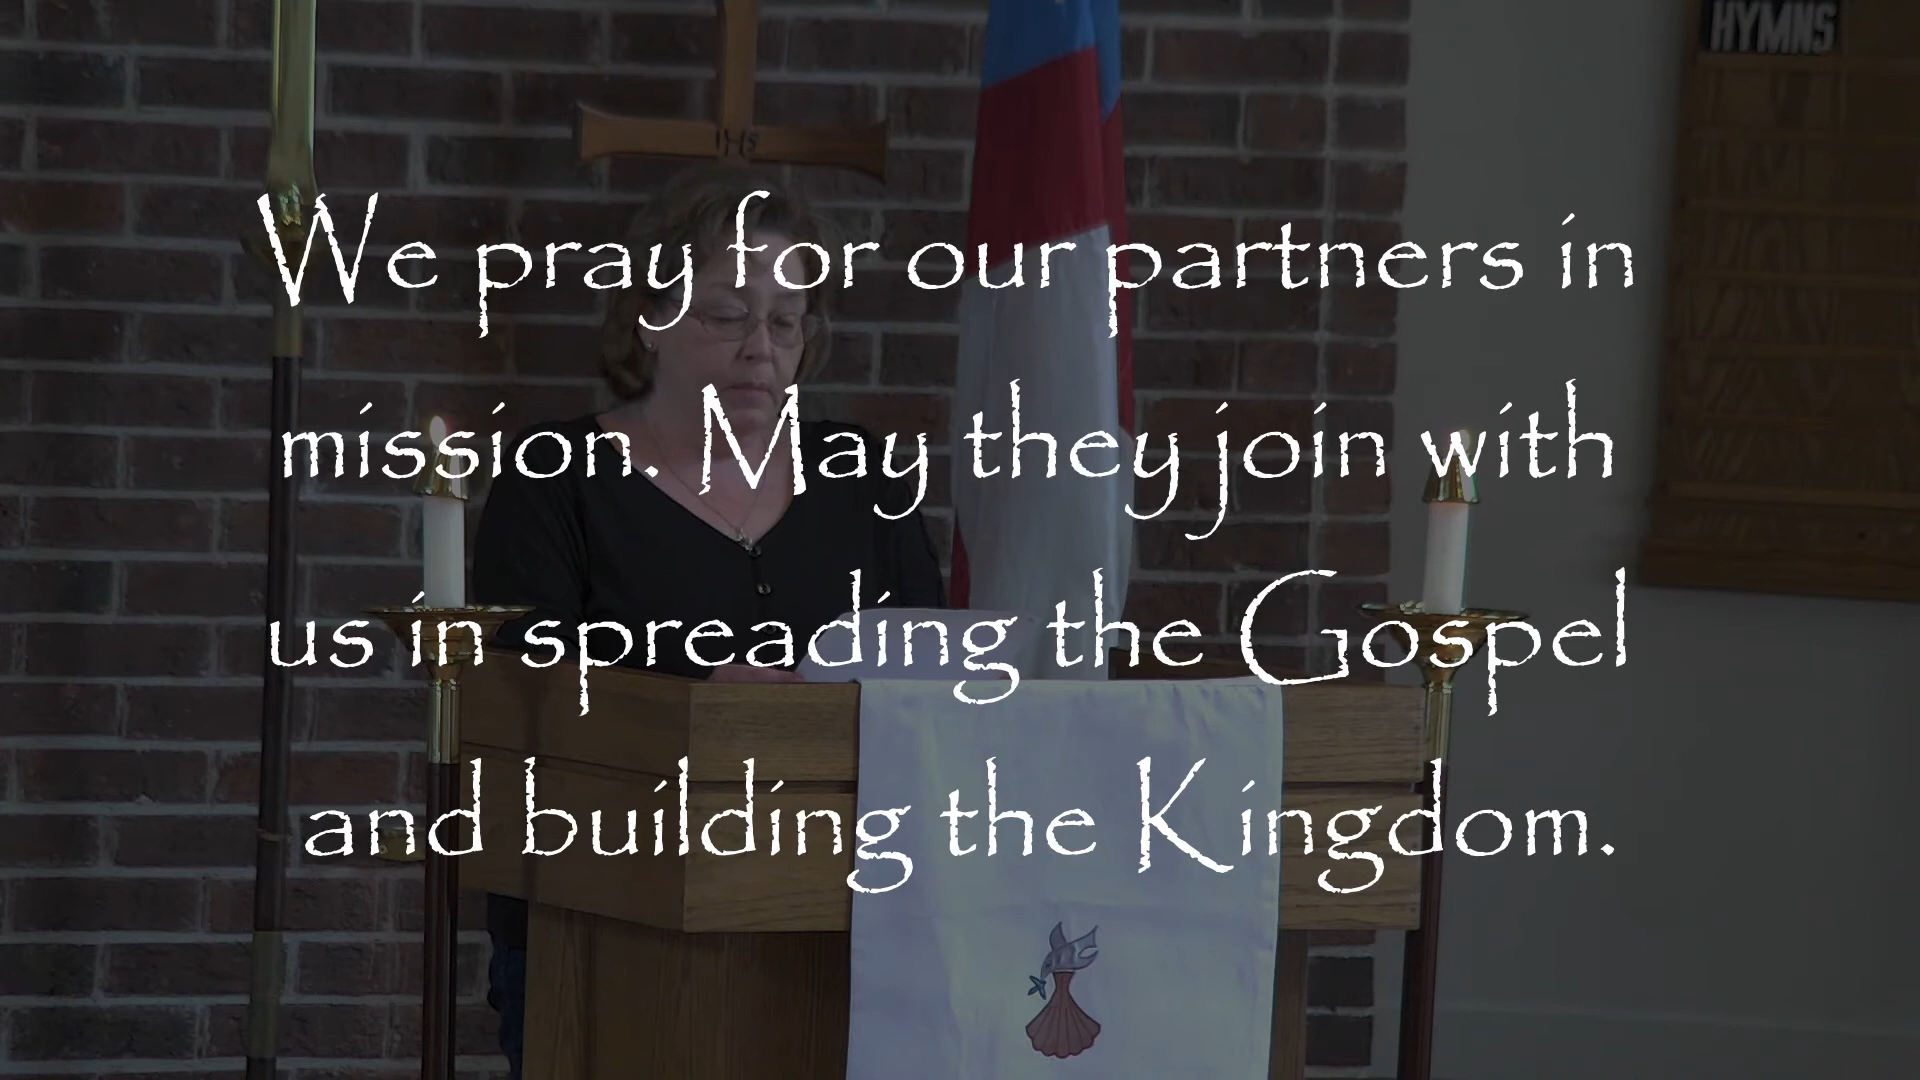 HYMNS
IHS
We pray for our partners in
mission. May they join with
us in spreading the Gospel
and building the Kingdom.